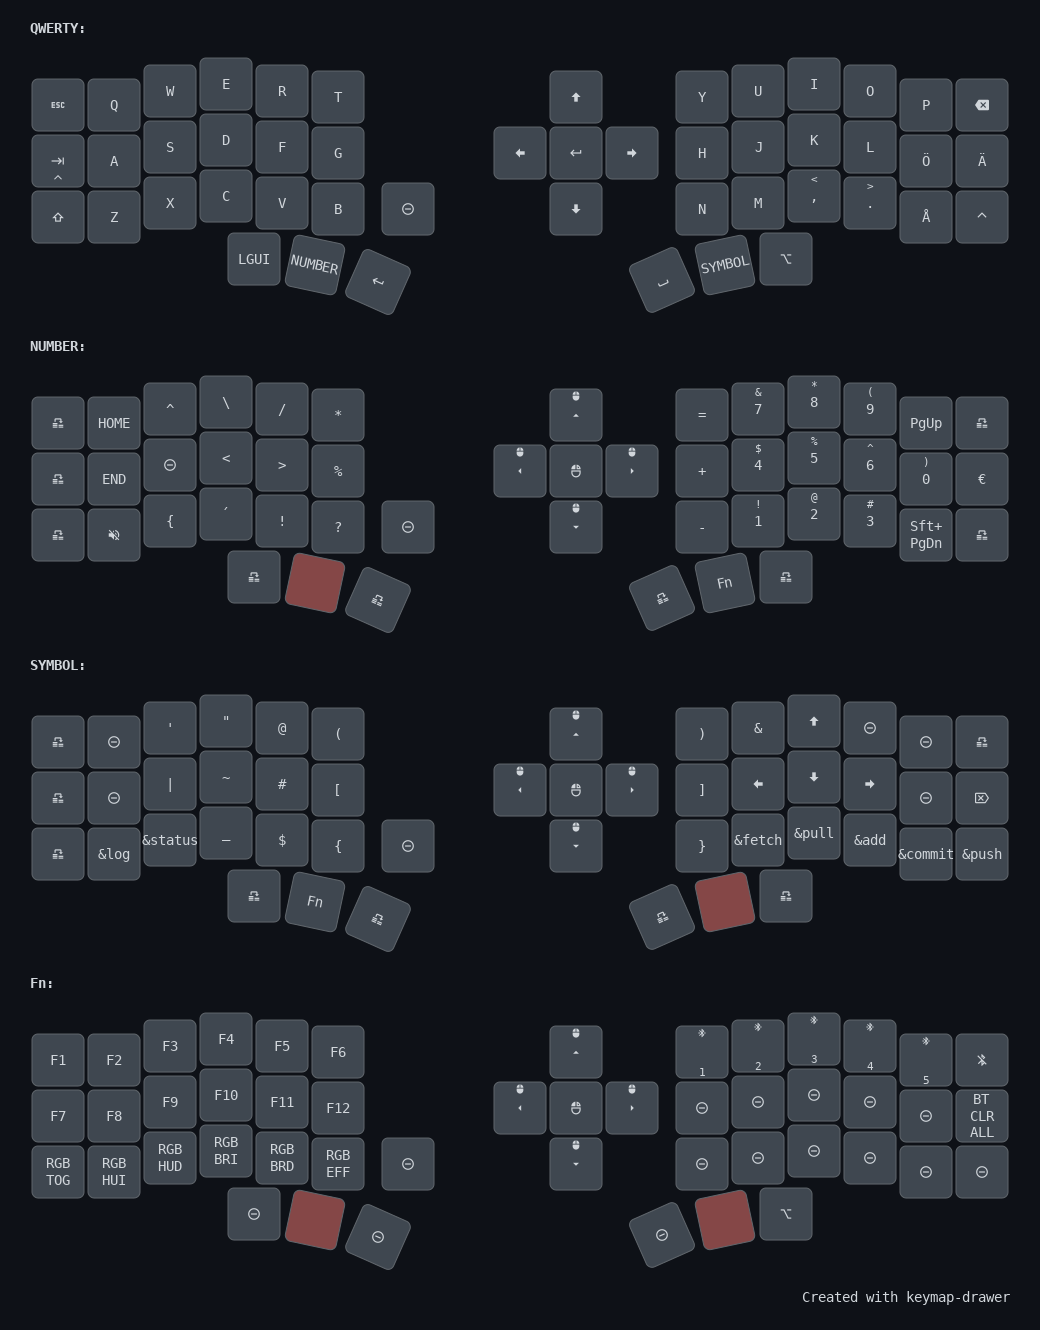 QWERTY:
ESC Q W E R T Y U I O P
A S D F G H J K L Ö Ä
^
Z X C V B N M < , > . Å ^
LGUI NUMBER SYMBOL
NUMBER:
HOME ^ \ / * = & 7 * 8 ( 9 PgUp
END < > % + $ 4 % 5 ^ 6 ) 0 €
{ ´ ! ? - ! 1 @ 2 # 3 Sft+ PgDn
Fn
SYMBOL:
' " @ ( ) &
| ~ # [ ]
&log &status _ $ { } &fetch &pull &add &commit &push
Fn
Fn:
F1 F2 F3 F4 F5 F6 1 2 3 4 5
F7 F8 F9 F10 F11 F12 BT CLR ALL
RGB TOG RGB HUI RGB HUD RGB BRI RGB BRD RGB EFF
Created with keymap-drawer